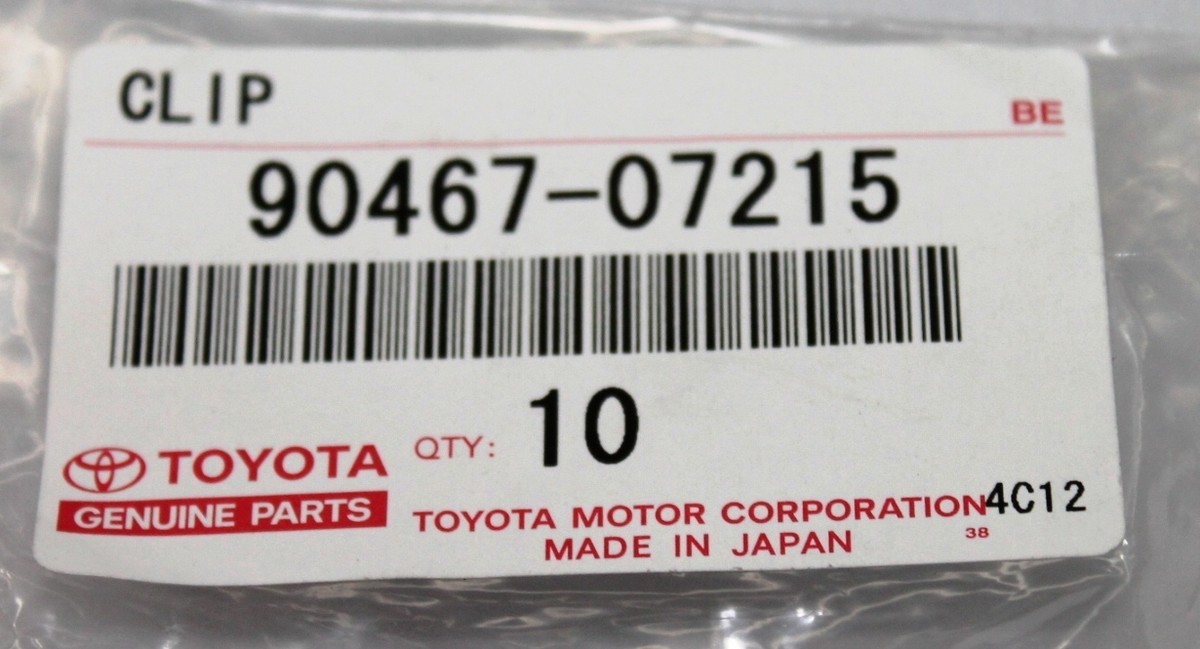 CLIP
BE
90467-07215
QTY: 10
TOYOTA
GENUINE PARTS
TOYOTA MOTOR CORPORATION 4C12
MADE IN JAPAN 38